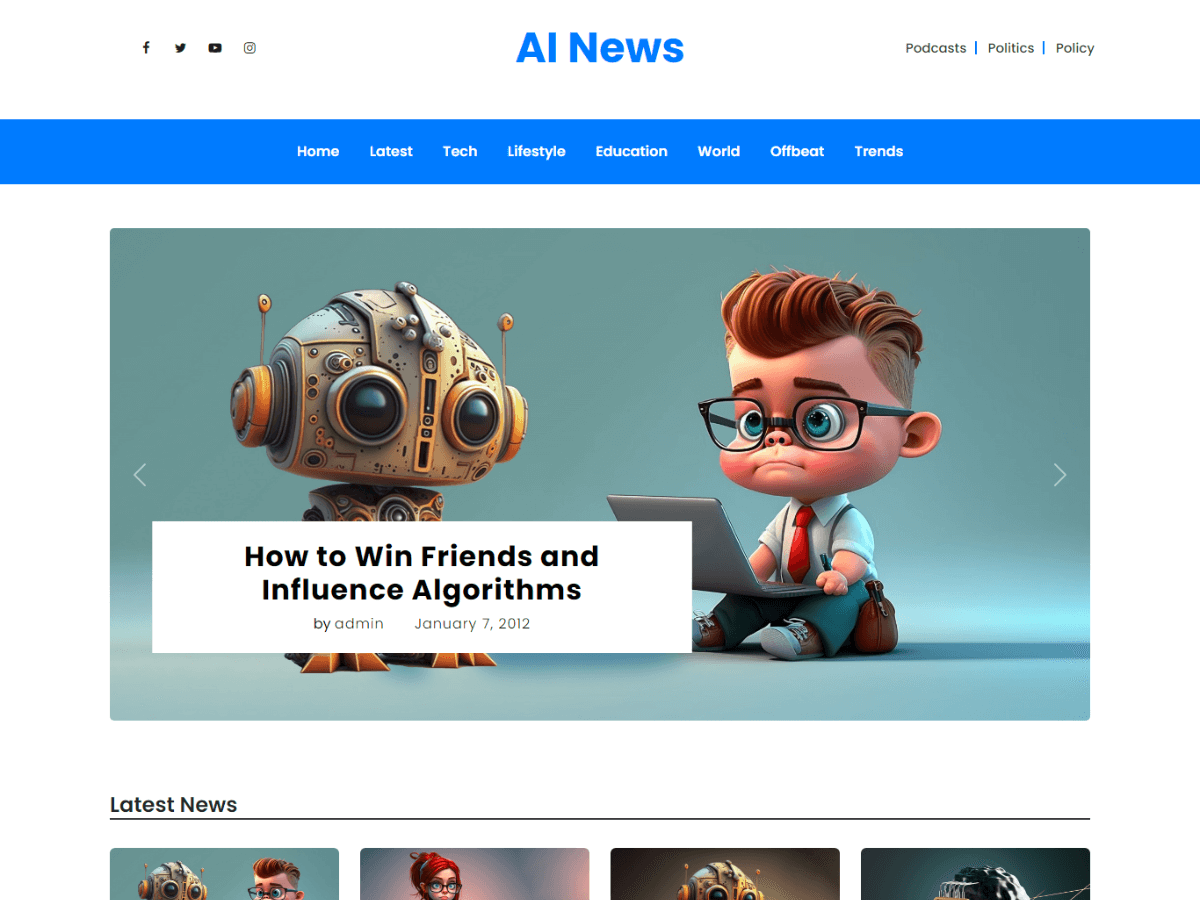 AI News
Podcasts
Politics
Policy
Home
Latest
Tech
Lifestyle
Education
World
Offbeat
Trends
How to Win Friends and
Influence Algorithms
by admin January 7, 2012
Latest News